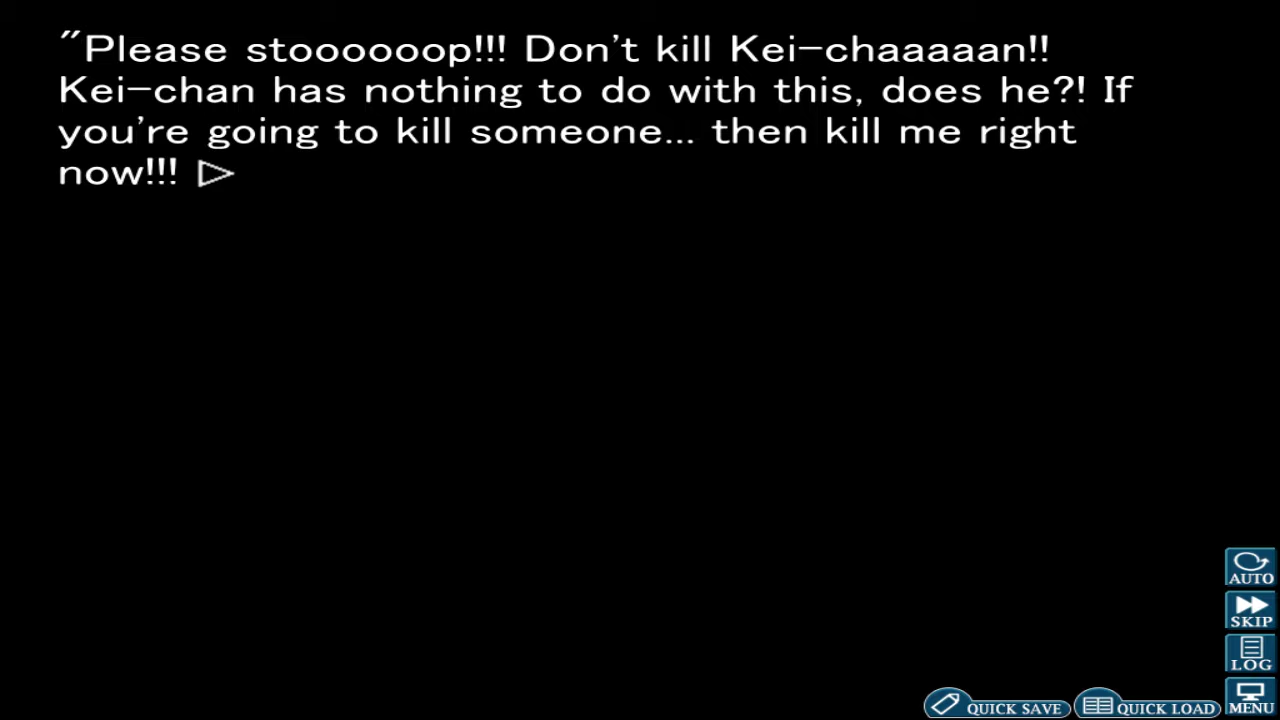 "Please stoooooop!!! Don't kill Kei-chaaaaan!!
Kei-chan has nothing to do with this, does he?! If
you're going to kill someone... then kill me right
now!!!
AUTO
SKIP
LOG
QUICK SAVE
QUICK LOAD
MENU